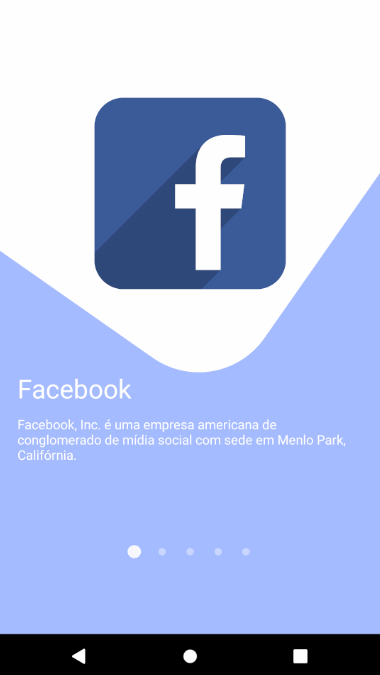 f
Facebook
Facebook, Inc. é uma empresa americana de
conglomerado de mídia social com sede em Menlo Park,
Califórnia.